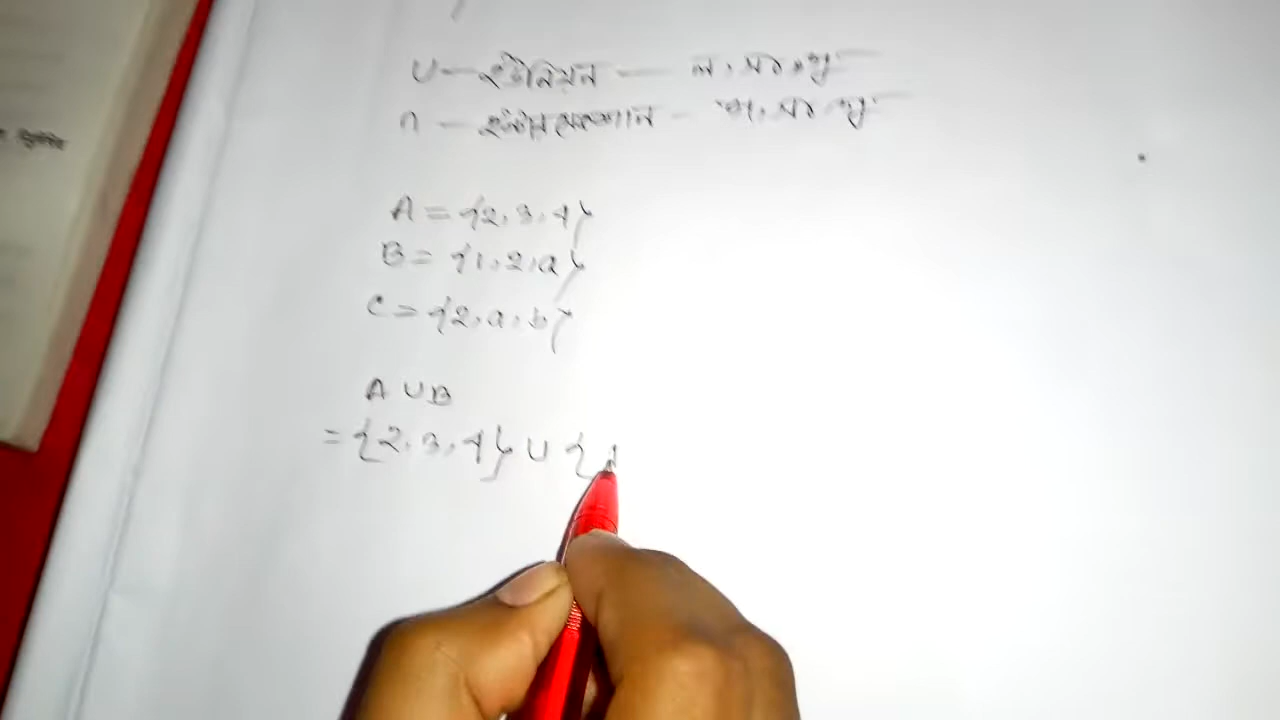 ∪ — ইউনিয়ন — ল. সা. গু
∩ — ইন্টারসেকশান — গ. সা. গু
A = {2, 3, 4}
B = {1, 2, a}
C = {2, a, b}
A ∪ B
= {2, 3, 4} ∪ {1